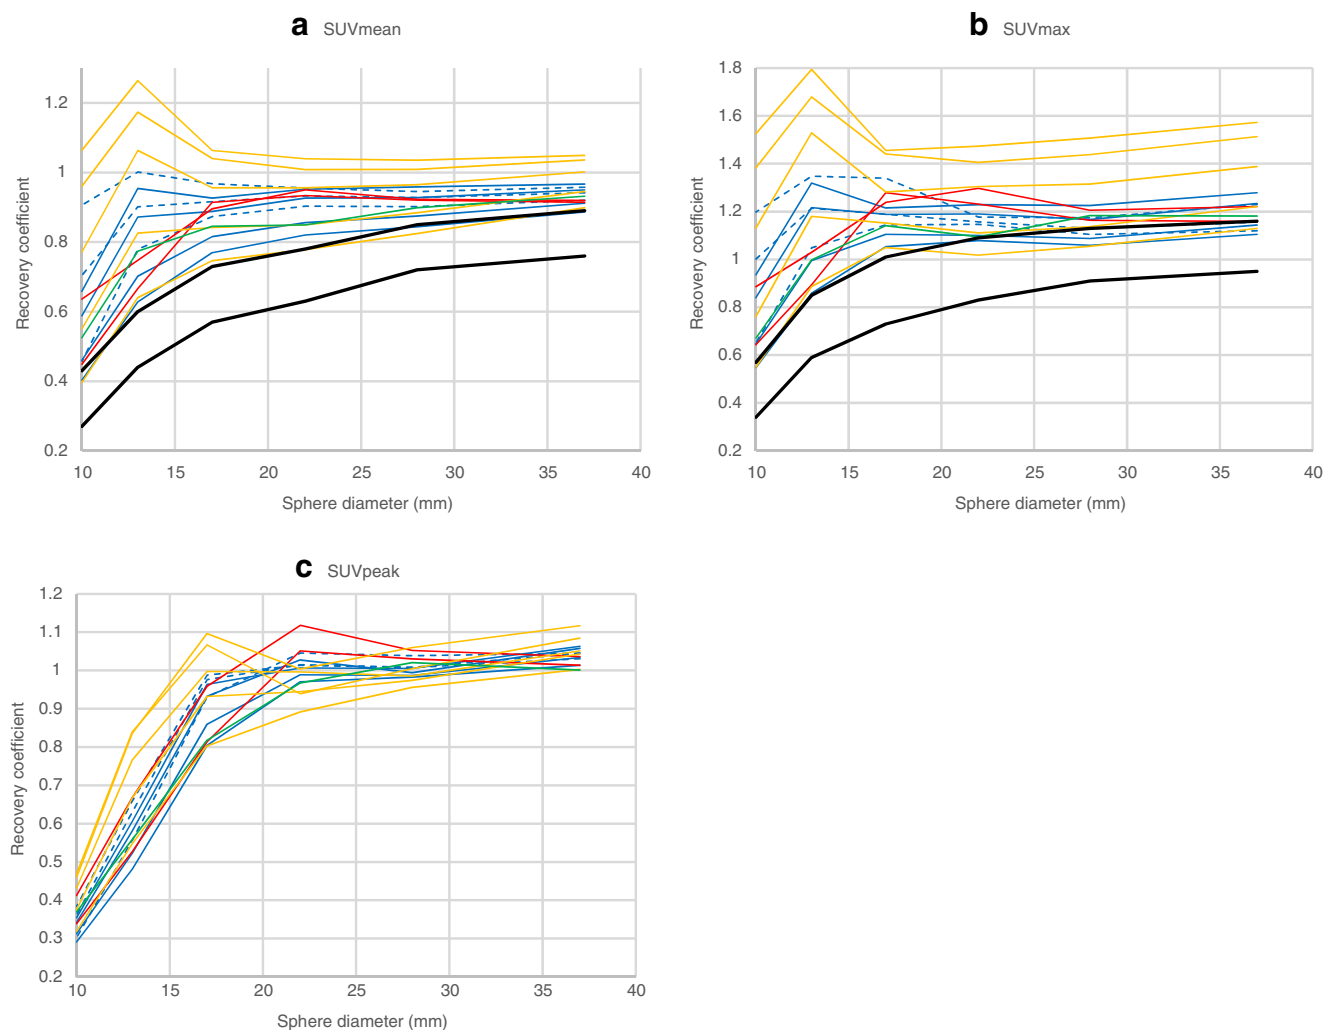 a SUVmean
1.2
1
0.8
0.6
0.4
0.2
10 15 20 25 30 35 40
Recovery coefficient
Sphere diameter (mm)
b SUVmax
1.8
1.6
1.4
1.2
1
0.8
0.6
0.4
0.2
10 15 20 25 30 35 40
Recovery coefficient
Sphere diameter (mm)
c SUVpeak
1.2
1.1
1
0.9
0.8
0.7
0.6
0.5
0.4
0.3
0.2
10 15 20 25 30 35 40
Recovery coefficient
Sphere diameter (mm)